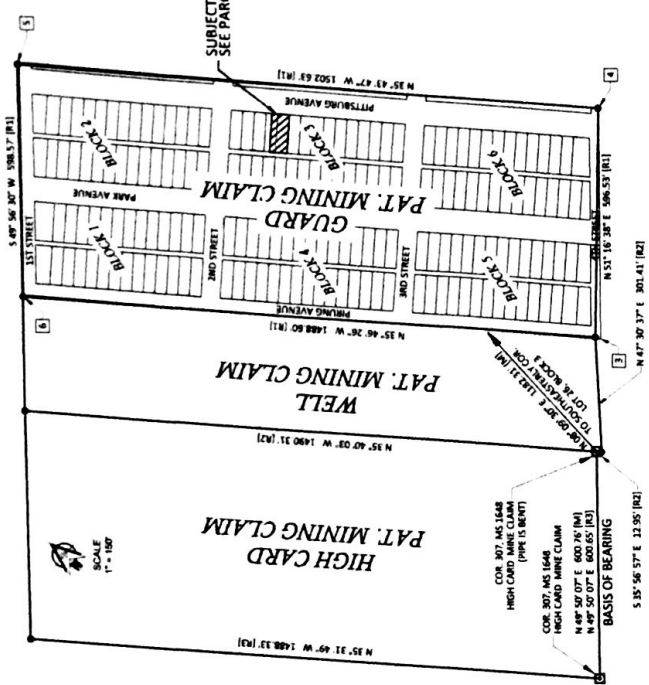 5
S 49° 56' 30" W 598.57' [R1]
SUBJECT
SEE PAR
1ST STREET
BLOCK 2
BLOCK 1
PARK AVENUE
PITTSBURG AVENUE
N 35° 43' 47" W 1502.63' [R1]
2ND STREET
BLOCK 3
BLOCK 4
GUARD
PAT. MINING CLAIM
3RD STREET
BLOCK 6
BLOCK 5
PIRUNG AVENUE
4
6
N 35° 46' 26" W 1488.60' [R1]
N 51° 16' 38" E 596.53' [R1]
3
WELL
PAT. MINING CLAIM
N 08° 09' 30" E 1182.31' [M]
TO SOUTHEASTERLY COR.
LOT 26, BLOCK 3
N 47° 30' 37" E 301.41' [R2]
N 35° 40' 03" W 1490.31' [R2]
SCALE
1" = 150'
HIGH CARD
PAT. MINING CLAIM
N 35° 31' 49" W 1488.33' [R3]
COR. 307, MS 1648
HIGH CARD MINE CLAIM
(PIPE IS BENT)
COR. 307, MS 1648
HIGH CARD MINE CLAIM
N 49° 50' 07" E 600.76' [M]
N 49° 50' 07" E 600.65' [R3]
BASIS OF BEARING
S 35° 56' 57" E 12.95' [R2]